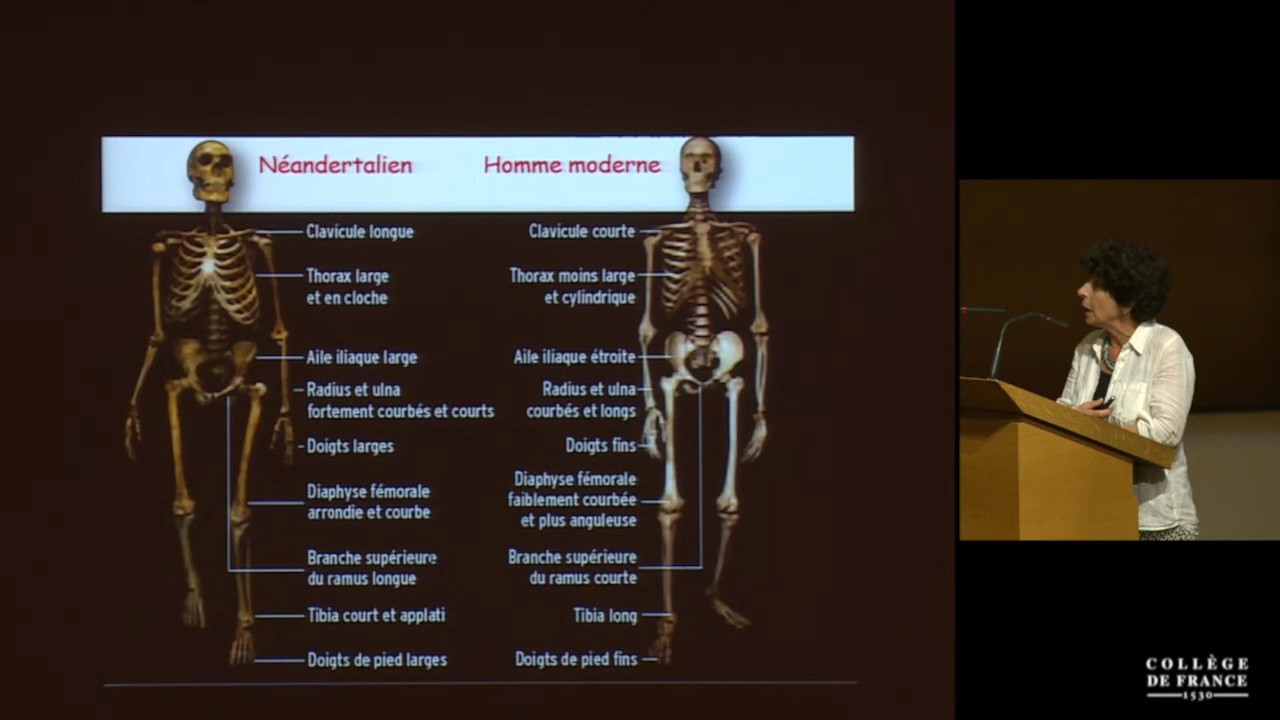 Néandertalien
Homme moderne
Clavicule longue
Thorax large
et en cloche
Aile iliaque large
Radius et ulna
fortement courbés et courts
Doigts larges
Diaphyse fémorale
arrondie et courbe
Branche supérieure
du ramus longue
Tibia court et applati
Doigts de pied larges
Clavicule courte
Thorax moins large
et cylindrique
Aile iliaque étroite
Radius et ulna
courbés et longs
Doigts fins
Diaphyse fémorale
faiblement courbée
et plus anguleuse
Branche supérieure
du ramus courte
Tibia long
Doigts de pied fins
COLLÈGE
DE FRANCE
1530